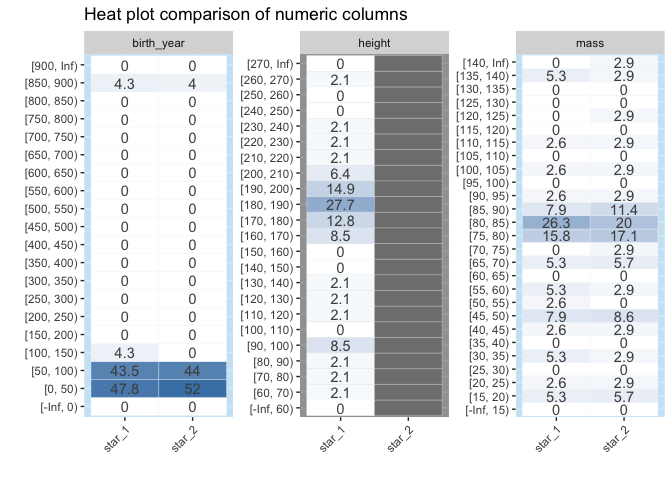 Heat plot comparison of numeric columns
birth_year
[900, Inf) 0 0
[850, 900) 4.3 4
[800, 850) 0 0
[750, 800) 0 0
[700, 750) 0 0
[650, 700) 0 0
[600, 650) 0 0
[550, 600) 0 0
[500, 550) 0 0
[450, 500) 0 0
[400, 450) 0 0
[350, 400) 0 0
[300, 350) 0 0
[250, 300) 0 0
[200, 250) 0 0
[150, 200) 0 0
[100, 150) 4.3 0
[50, 100) 43.5 44
[0, 50) 47.8 52
[-Inf, 0) 0 0
star_1 star_2
height
[270, Inf) 0
[260, 270) 2.1
[250, 260) 0
[240, 250) 0
[230, 240) 2.1
[220, 230) 2.1
[210, 220) 2.1
[200, 210) 6.4
[190, 200) 14.9
[180, 190) 27.7
[170, 180) 12.8
[160, 170) 8.5
[150, 160) 0
[140, 150) 0
[130, 140) 2.1
[120, 130) 2.1
[110, 120) 2.1
[100, 110) 0
[90, 100) 8.5
[80, 90) 2.1
[70, 80) 2.1
[60, 70) 2.1
[-Inf, 60) 0
star_1 star_2
mass
[140, Inf) 0 2.9
[135, 140) 5.3 2.9
[130, 135) 0 0
[125, 130) 0 0
[120, 125) 0 2.9
[115, 120) 0 0
[110, 115) 2.6 2.9
[105, 110) 0 0
[100, 105) 2.6 2.9
[95, 100) 0 0
[90, 95) 2.6 2.9
[85, 90) 7.9 11.4
[80, 85) 26.3 20
[75, 80) 15.8 17.1
[70, 75) 0 2.9
[65, 70) 5.3 5.7
[60, 65) 0 0
[55, 60) 5.3 2.9
[50, 55) 2.6 0
[45, 50) 7.9 8.6
[40, 45) 2.6 2.9
[35, 40) 0 0
[30, 35) 5.3 2.9
[25, 30) 0 0
[20, 25) 2.6 2.9
[15, 20) 5.3 5.7
[-Inf, 15) 0 0
star_1 star_2